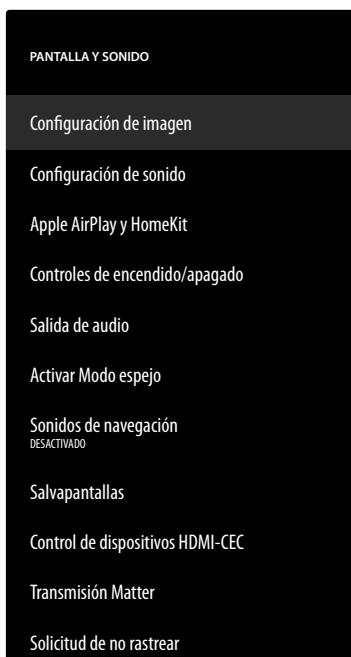 PANTALLA Y SONIDO
Configuración de imagen
Configuración de sonido
Apple AirPlay y HomeKit
Controles de encendido/apagado
Salida de audio
Activar Modo espejo
Sonidos de navegación
DESACTIVADO
Salvapantallas
Control de dispositivos HDMI-CEC
Transmisión Matter
Solicitud de no rastrear